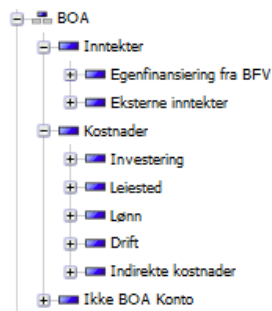 BOA
Inntekter
Egenfinansiering fra BFV
Eksterne inntekter
Kostnader
Investering
Leiested
Lønn
Drift
Indirekte kostnader
Ikke BOA Konto